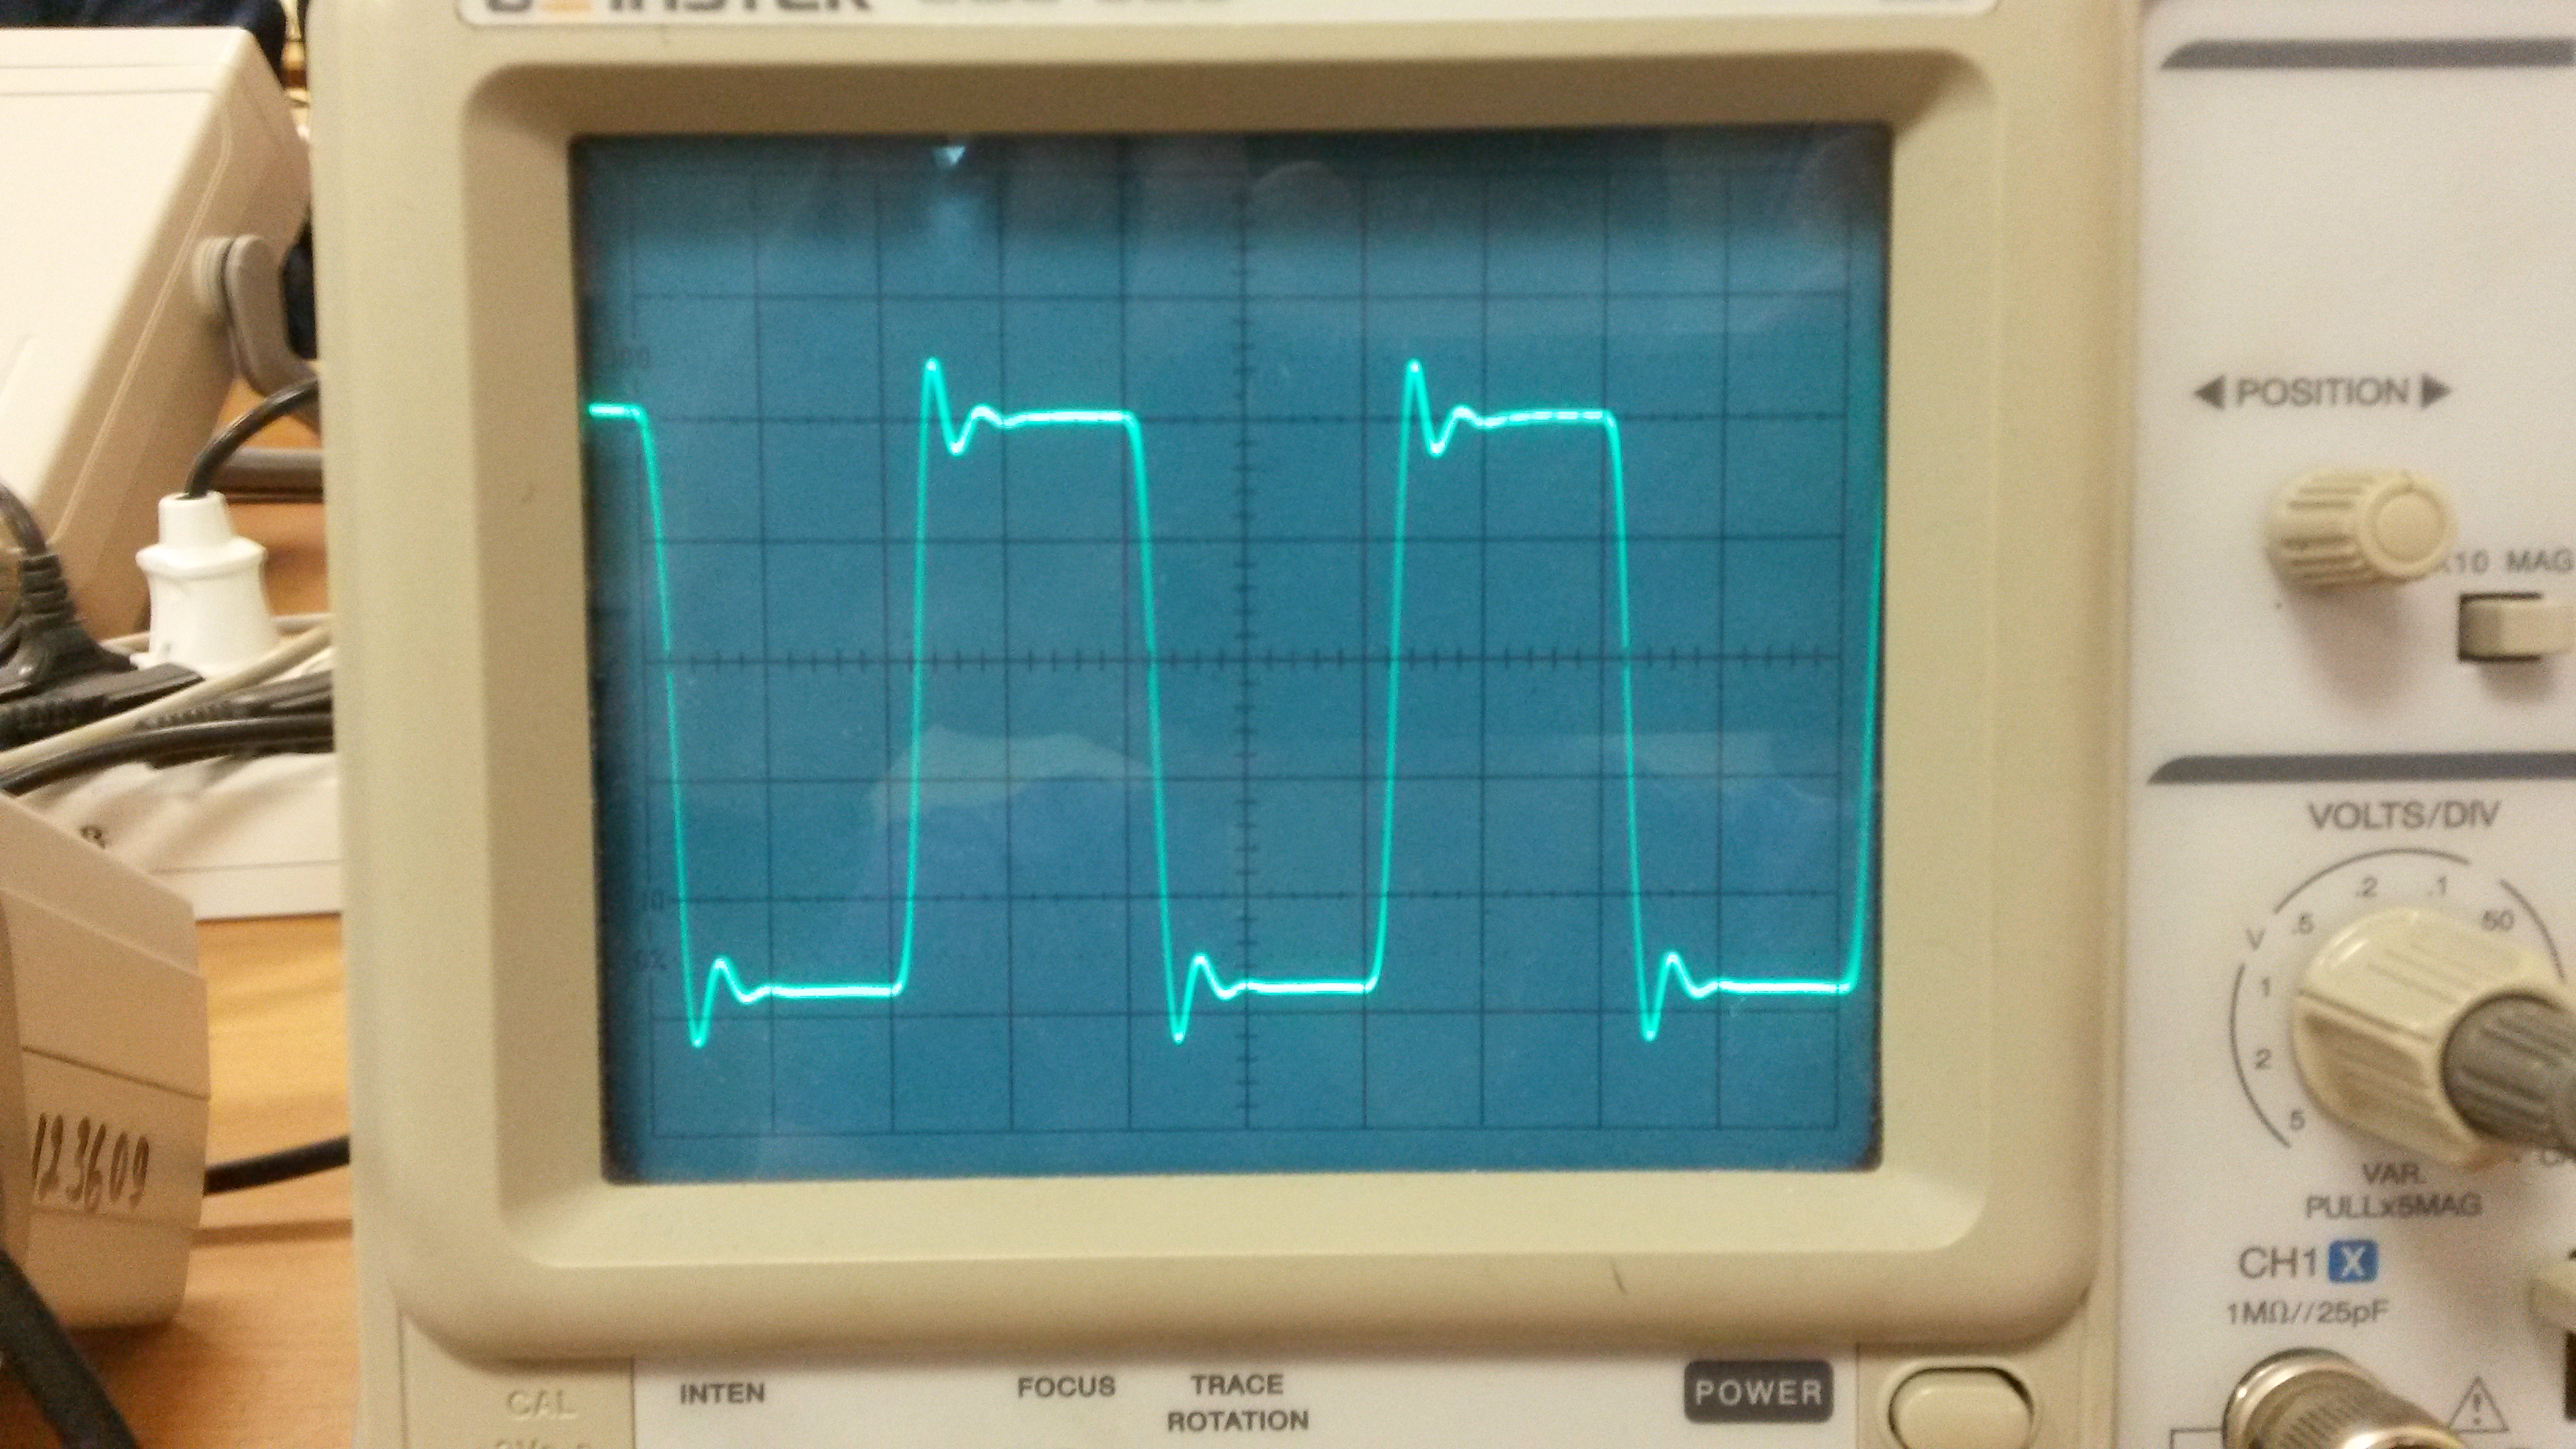 INSTEK
100
◀ POSITION ▶
X10 MAG
VOLTS/DIV
.2 .1
.5 50
V
1
2
5
10
0%
VAR.
PULLx5MAG
CH1 X
1MΩ//25pF
123609
CAL
INTEN FOCUS TRACE ROTATION POWER